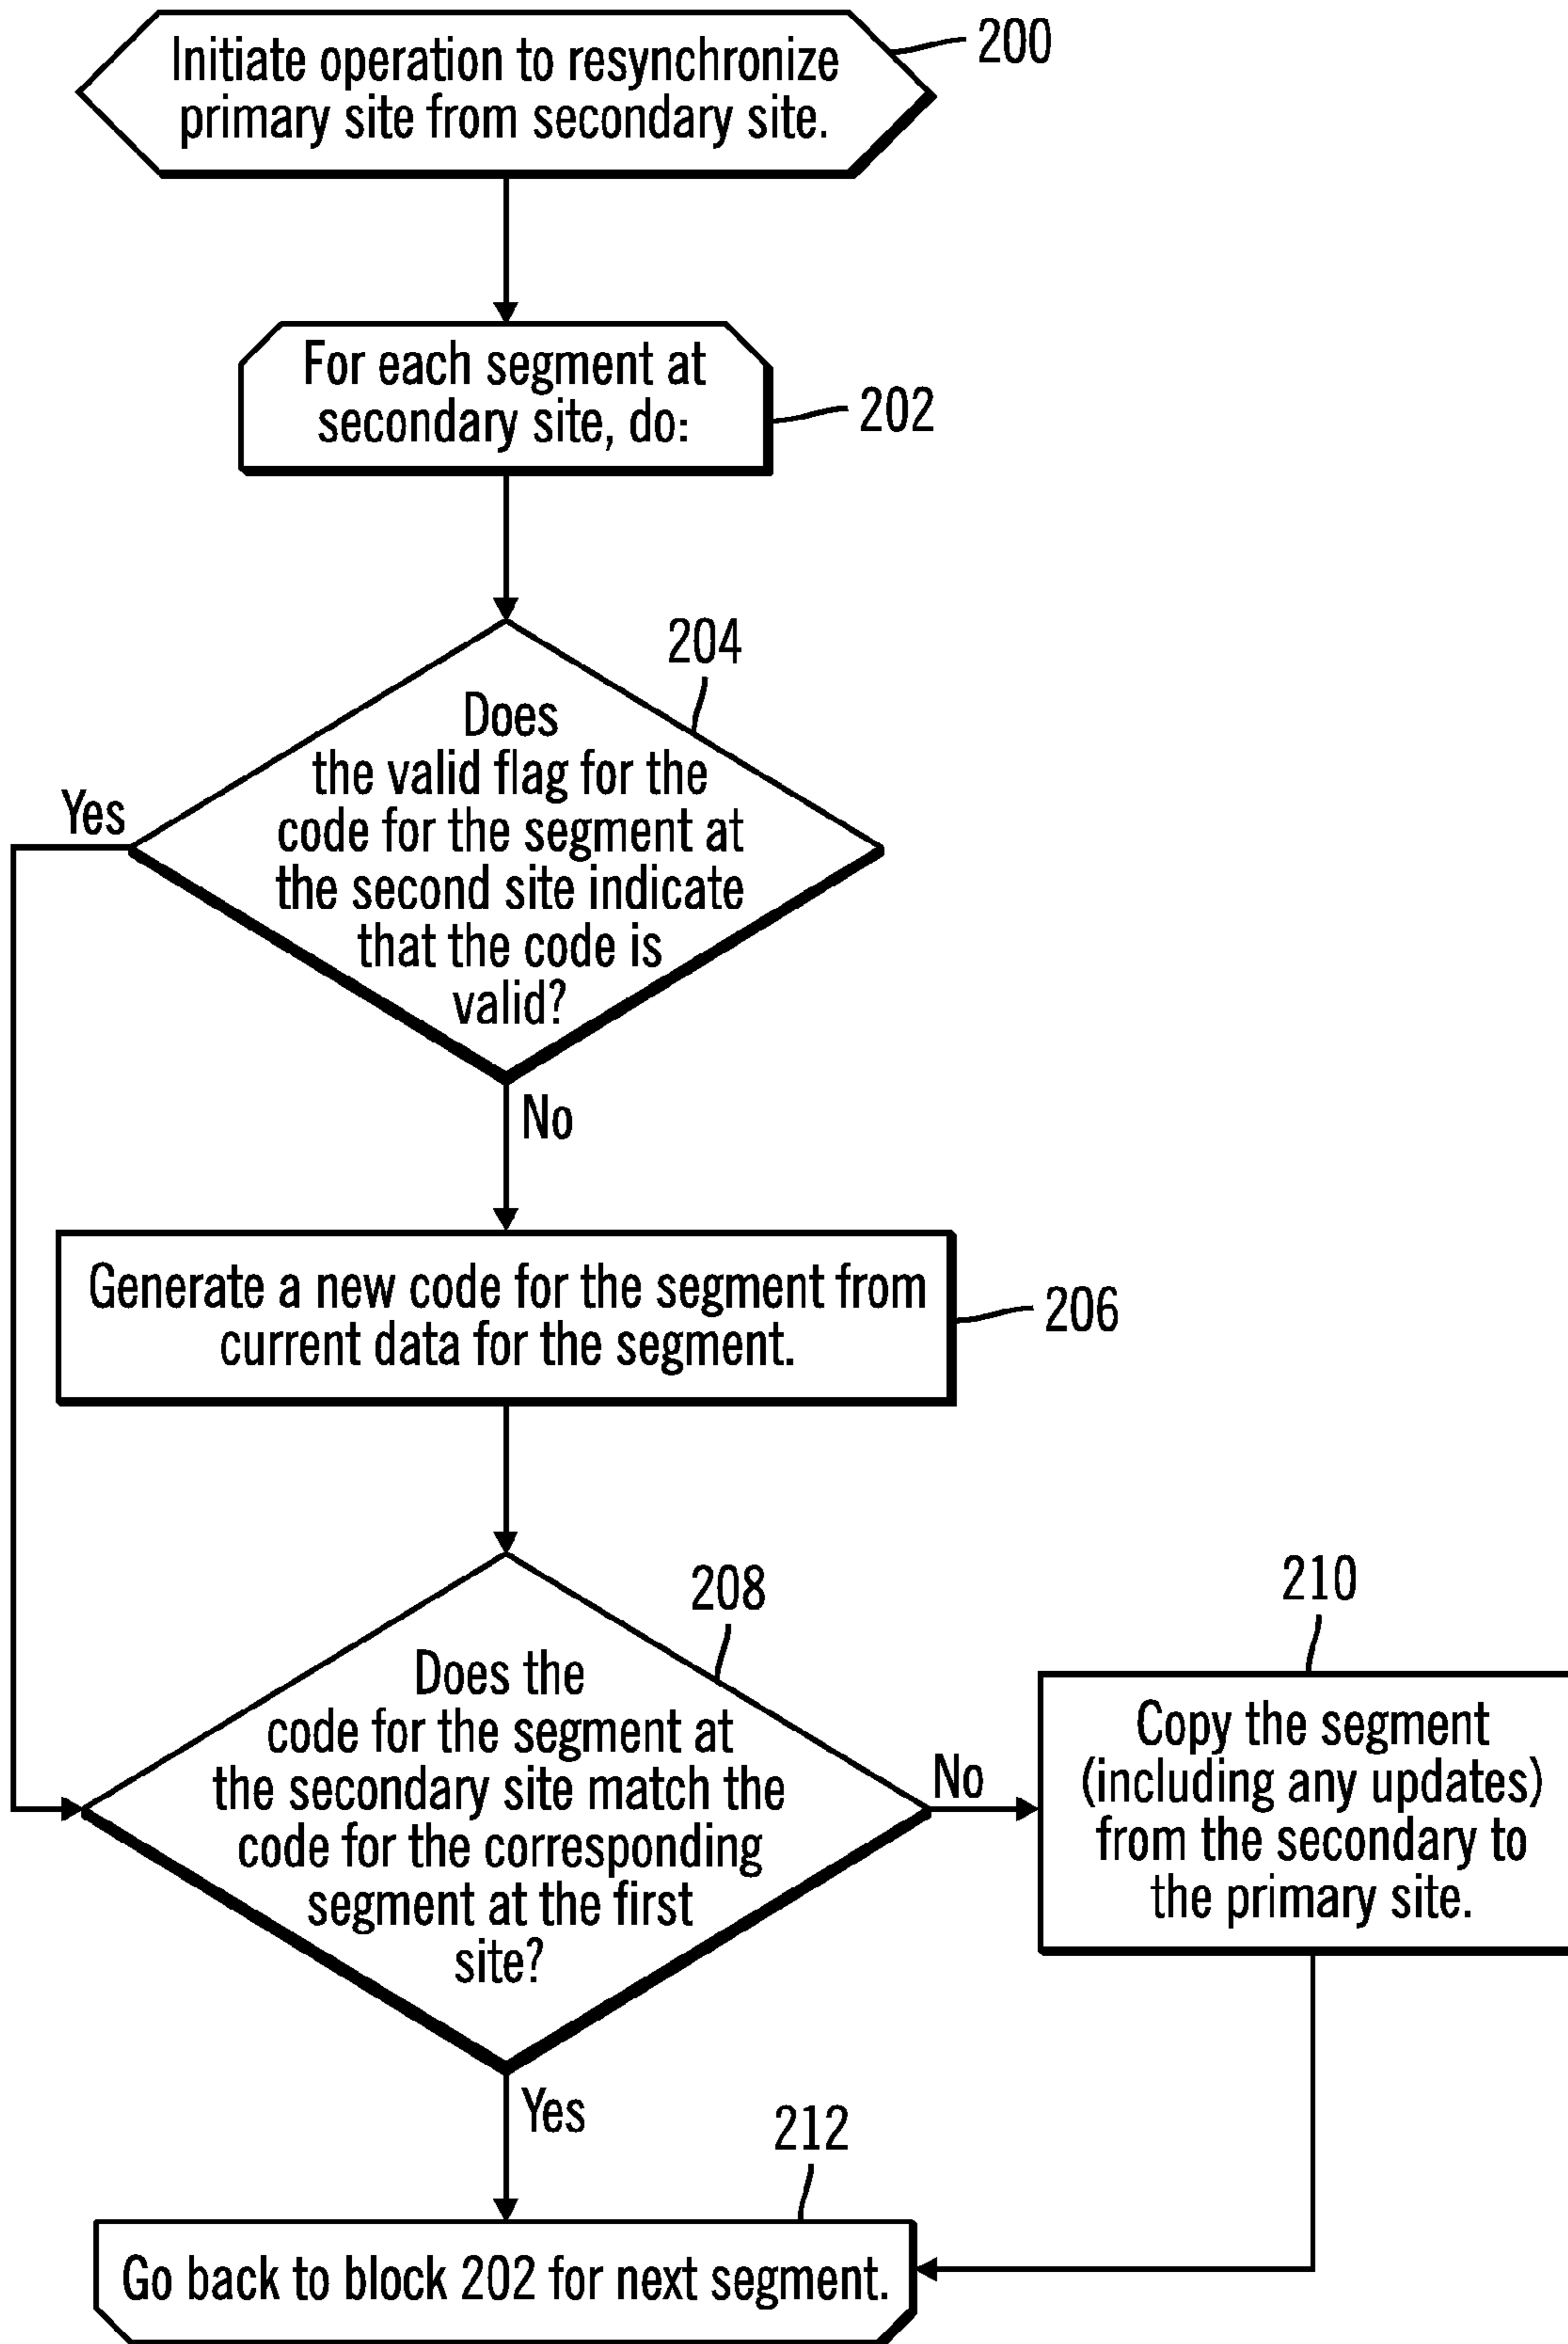 Initiate operation to resynchronize
primary site from secondary site.
200
For each segment at
secondary site, do:
202
204
Does
the valid flag for the
code for the segment at
the second site indicate
that the code is
valid?
Yes
No
Generate a new code for the segment from
current data for the segment.
206
208
Does the
code for the segment at
the secondary site match the
code for the corresponding
segment at the first
site?
No
210
Copy the segment
(including any updates)
from the secondary to
the primary site.
Yes
212
Go back to block 202 for next segment.